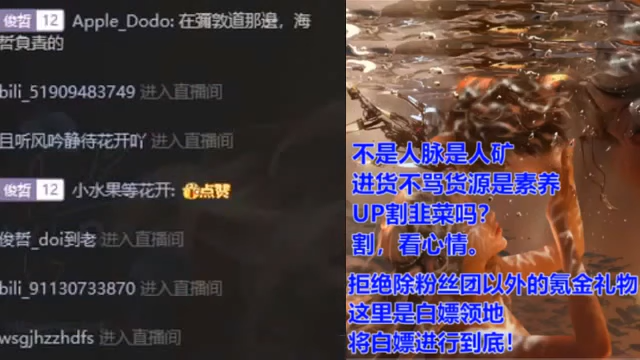 俊哲 12 Apple_Dodo: 在彌敦道那邊，海
哲負責的
bili_51909483749 进入直播间
且听风吟静待花开吖 进入直播间
俊哲 12 小水果等花开: 点赞
俊哲_doi到老 进入直播间
bili_91130733870 进入直播间
wsgjhzzhdfs 进入直播间
不是人脉是人矿
进货不骂货源是素养
UP割韭菜吗?
割，看心情。
拒绝除粉丝团以外的氪金礼物
这里是白嫖领地
将白嫖进行到底!